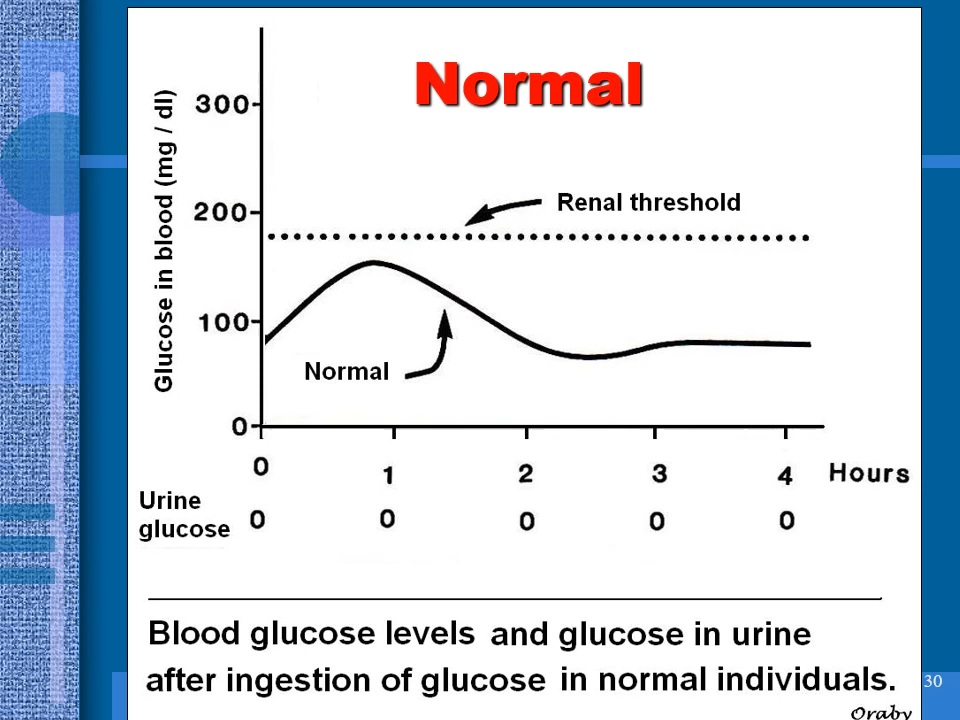 Normal
Glucose in blood (mg / dl)
300
200
100
0
Renal threshold
Normal
0 1 2 3 4 Hours
Urine
glucose 0 0 0 0 0
Blood glucose levels and glucose in urine
after ingestion of glucose in normal individuals.
30
Oraby